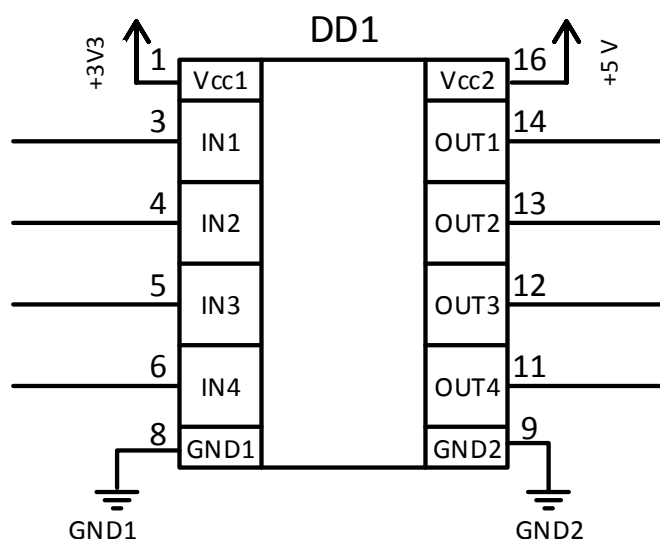 DD1
+3V3
1
Vcc1
Vcc2
16
+5 V
3
IN1
OUT1
14
4
IN2
OUT2
13
5
IN3
OUT3
12
6
IN4
OUT4
11
8
GND1
GND2
9
GND1
GND2